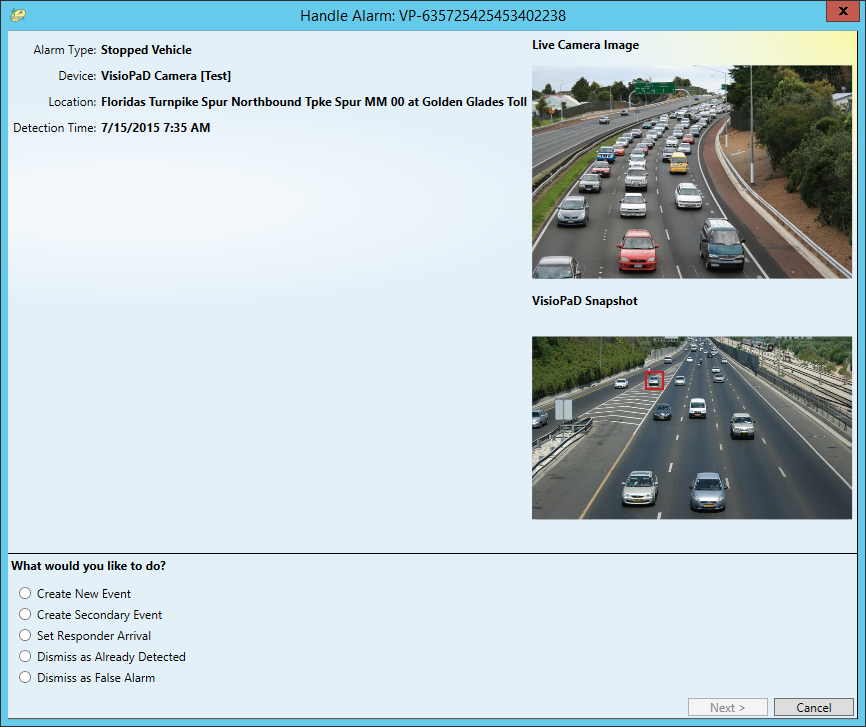 Handle Alarm: VP-635725425453402238
x
Alarm Type: Stopped Vehicle
Device: VisioPaD Camera [Test]
Location: Floridas Turnpike Spur Northbound Tpke Spur MM 00 at Golden Glades Toll
Detection Time: 7/15/2015 7:35 AM
Live Camera Image
VisioPaD Snapshot
What would you like to do?
Create New Event
Create Secondary Event
Set Responder Arrival
Dismiss as Already Detected
Dismiss as False Alarm
Next >
Cancel